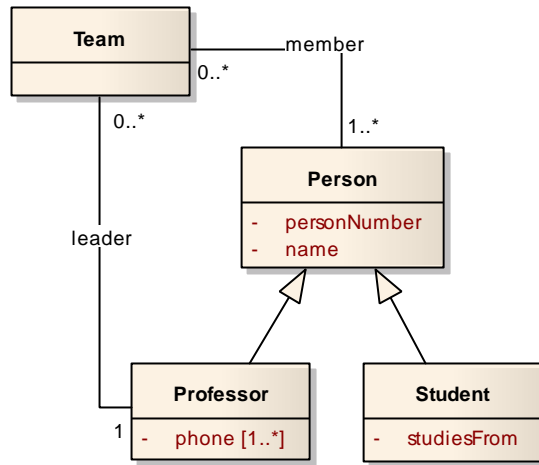 Team
member
0..*
0..*
1..*
Person
- personNumber
- name
leader
Professor
- phone [1..*]
1
Student
- studiesFrom